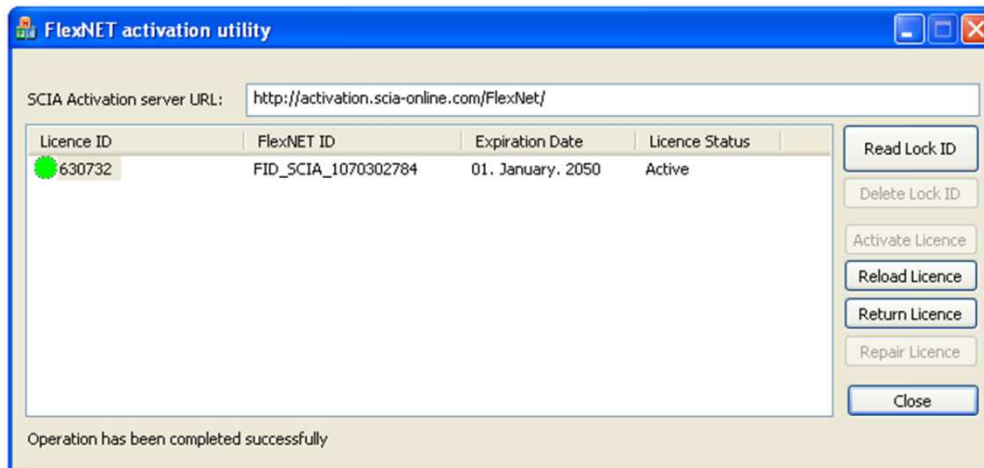 FlexNET activation utility
SCIA Activation server URL: http://activation.scia-online.com/FlexNet/
Licence ID FlexNET ID Expiration Date Licence Status
630732 FID_SCIA_1070302784 01. January. 2050 Active
Read Lock ID
Delete Lock ID
Activate Licence
Reload Licence
Return Licence
Repair Licence
Close
Operation has been completed successfully